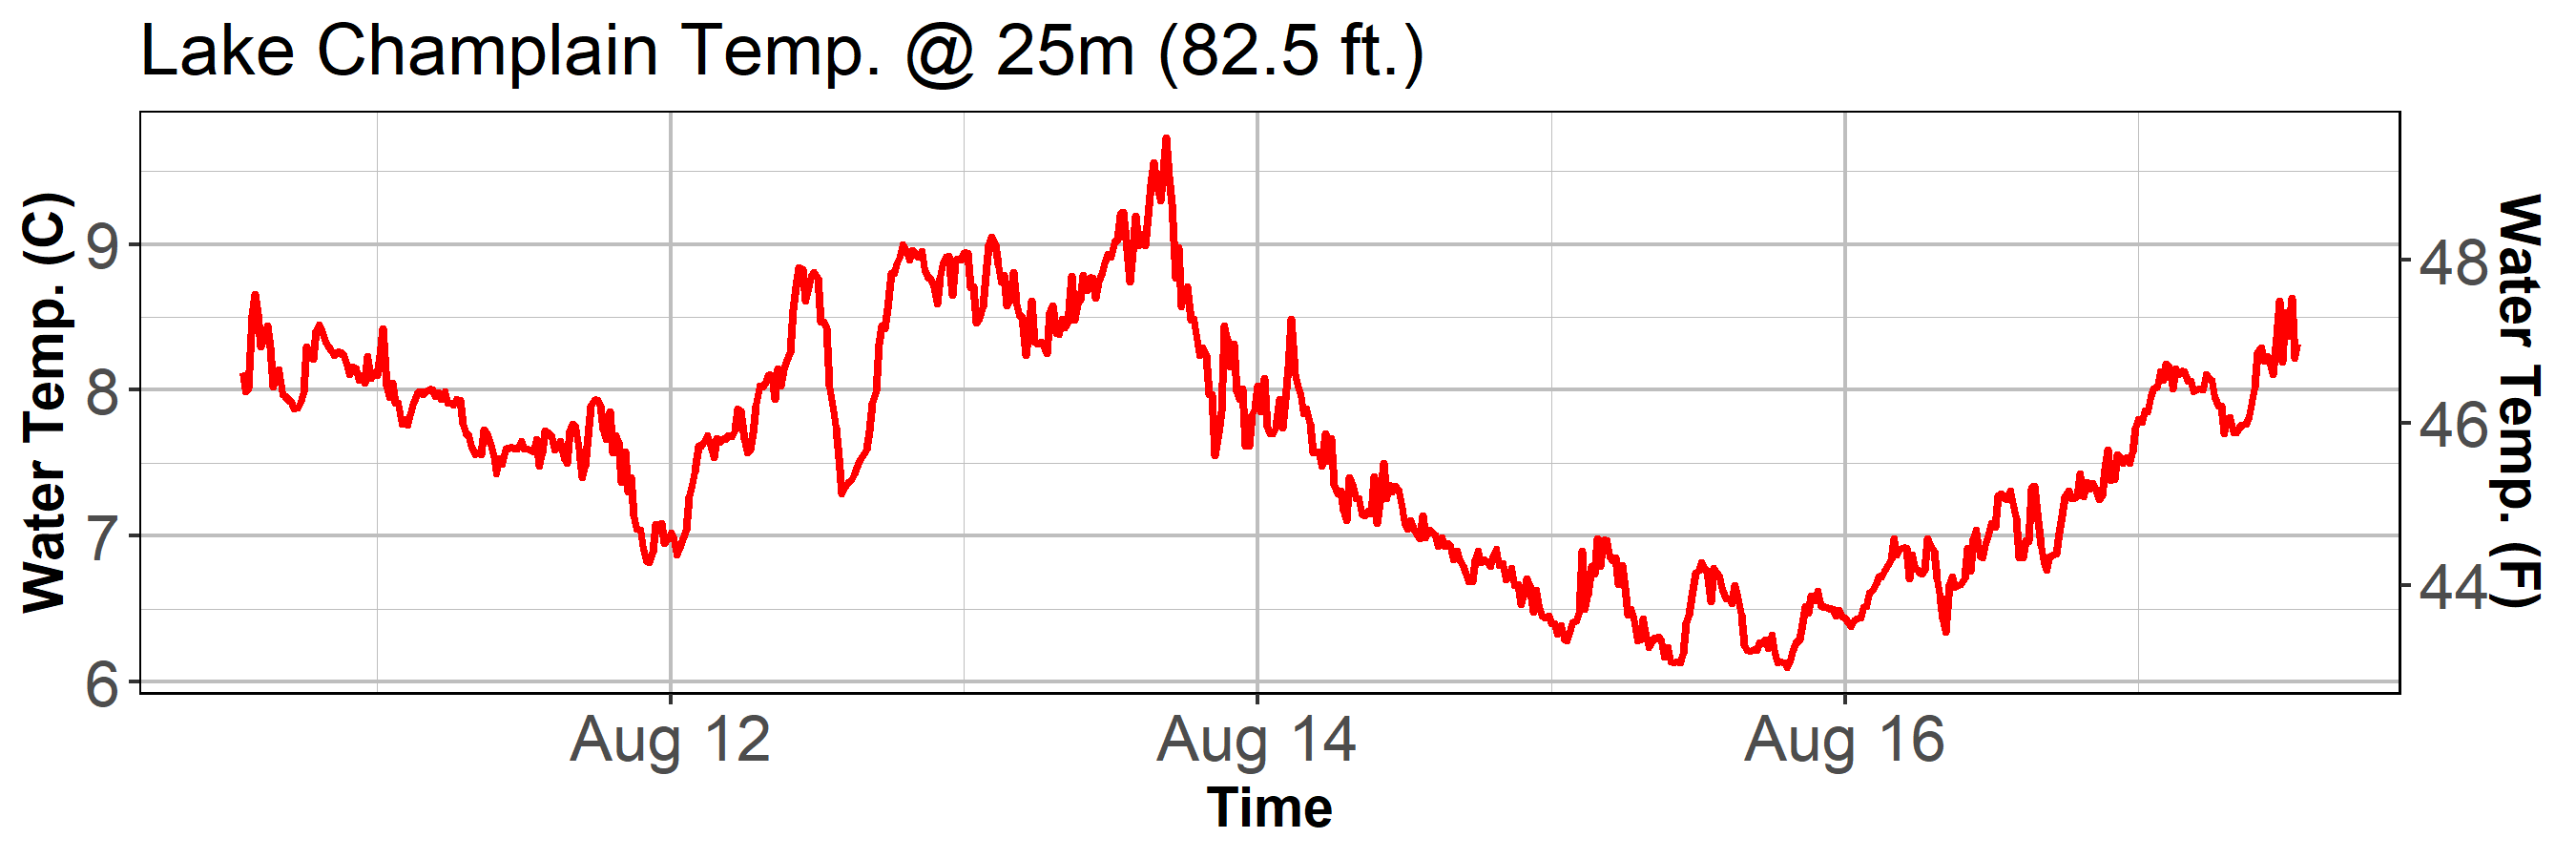 Lake Champlain Temp. @ 25m (82.5 ft.)
Water Temp. (C)
9
8
7
6
48
46
44
Water Temp. (F)
Aug 12
Aug 14
Aug 16
Time